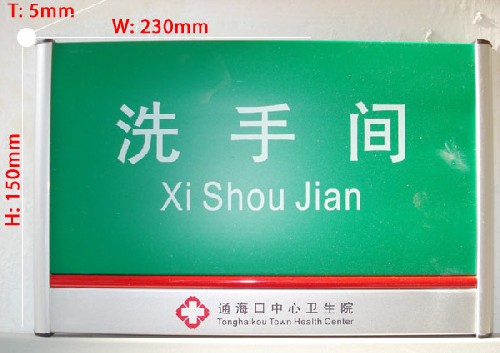 T: 5mm
W: 230mm
H: 150mm
洗手间
Xi Shou Jian
通海口中心卫生院
Tonghaikou Town Health Center